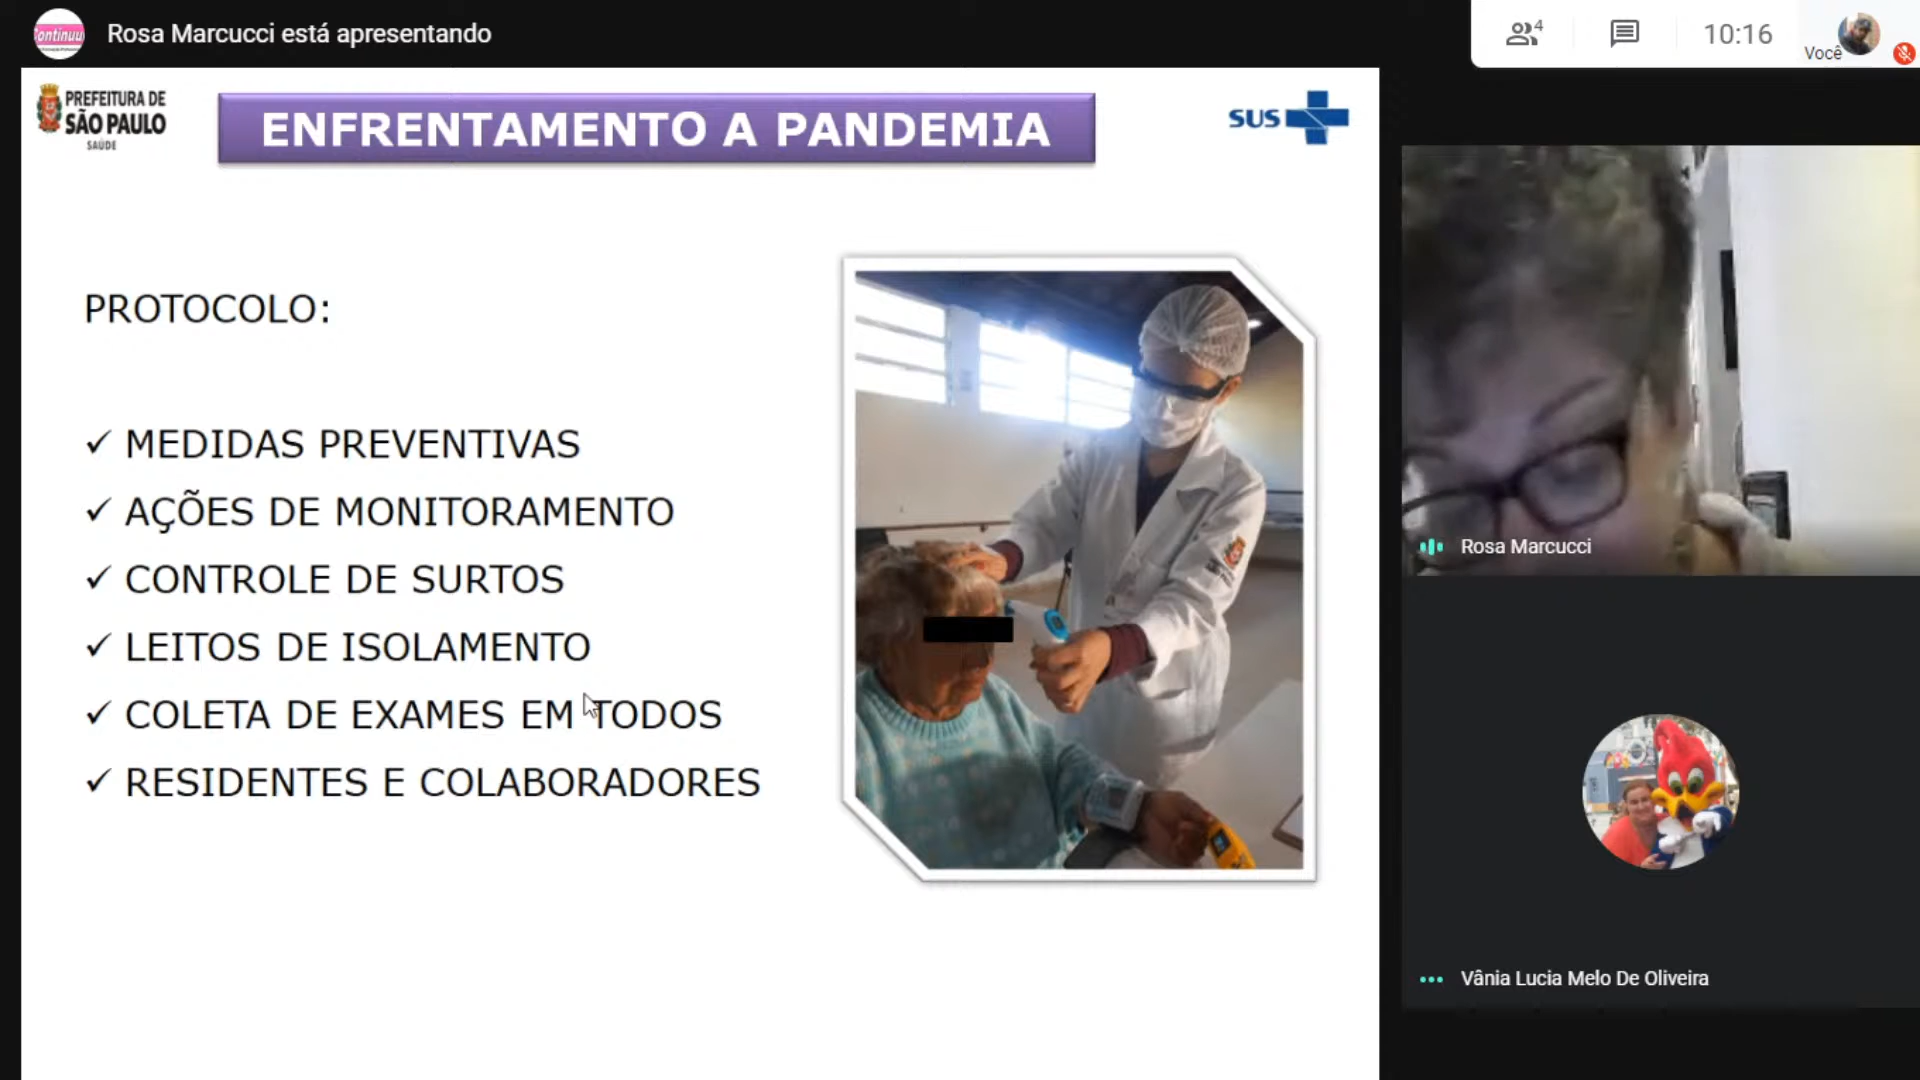 Continuu
Rosa Marcucci está apresentando
4
10:16
Você
PREFEITURA DE
SÃO PAULO
SAÚDE
ENFRENTAMENTO A PANDEMIA
SUS
PROTOCOLO:
✓ MEDIDAS PREVENTIVAS
✓ AÇÕES DE MONITORAMENTO
✓ CONTROLE DE SURTOS
✓ LEITOS DE ISOLAMENTO
✓ COLETA DE EXAMES EM TODOS
✓ RESIDENTES E COLABORADORES
Rosa Marcucci
Vânia Lucia Melo De Oliveira